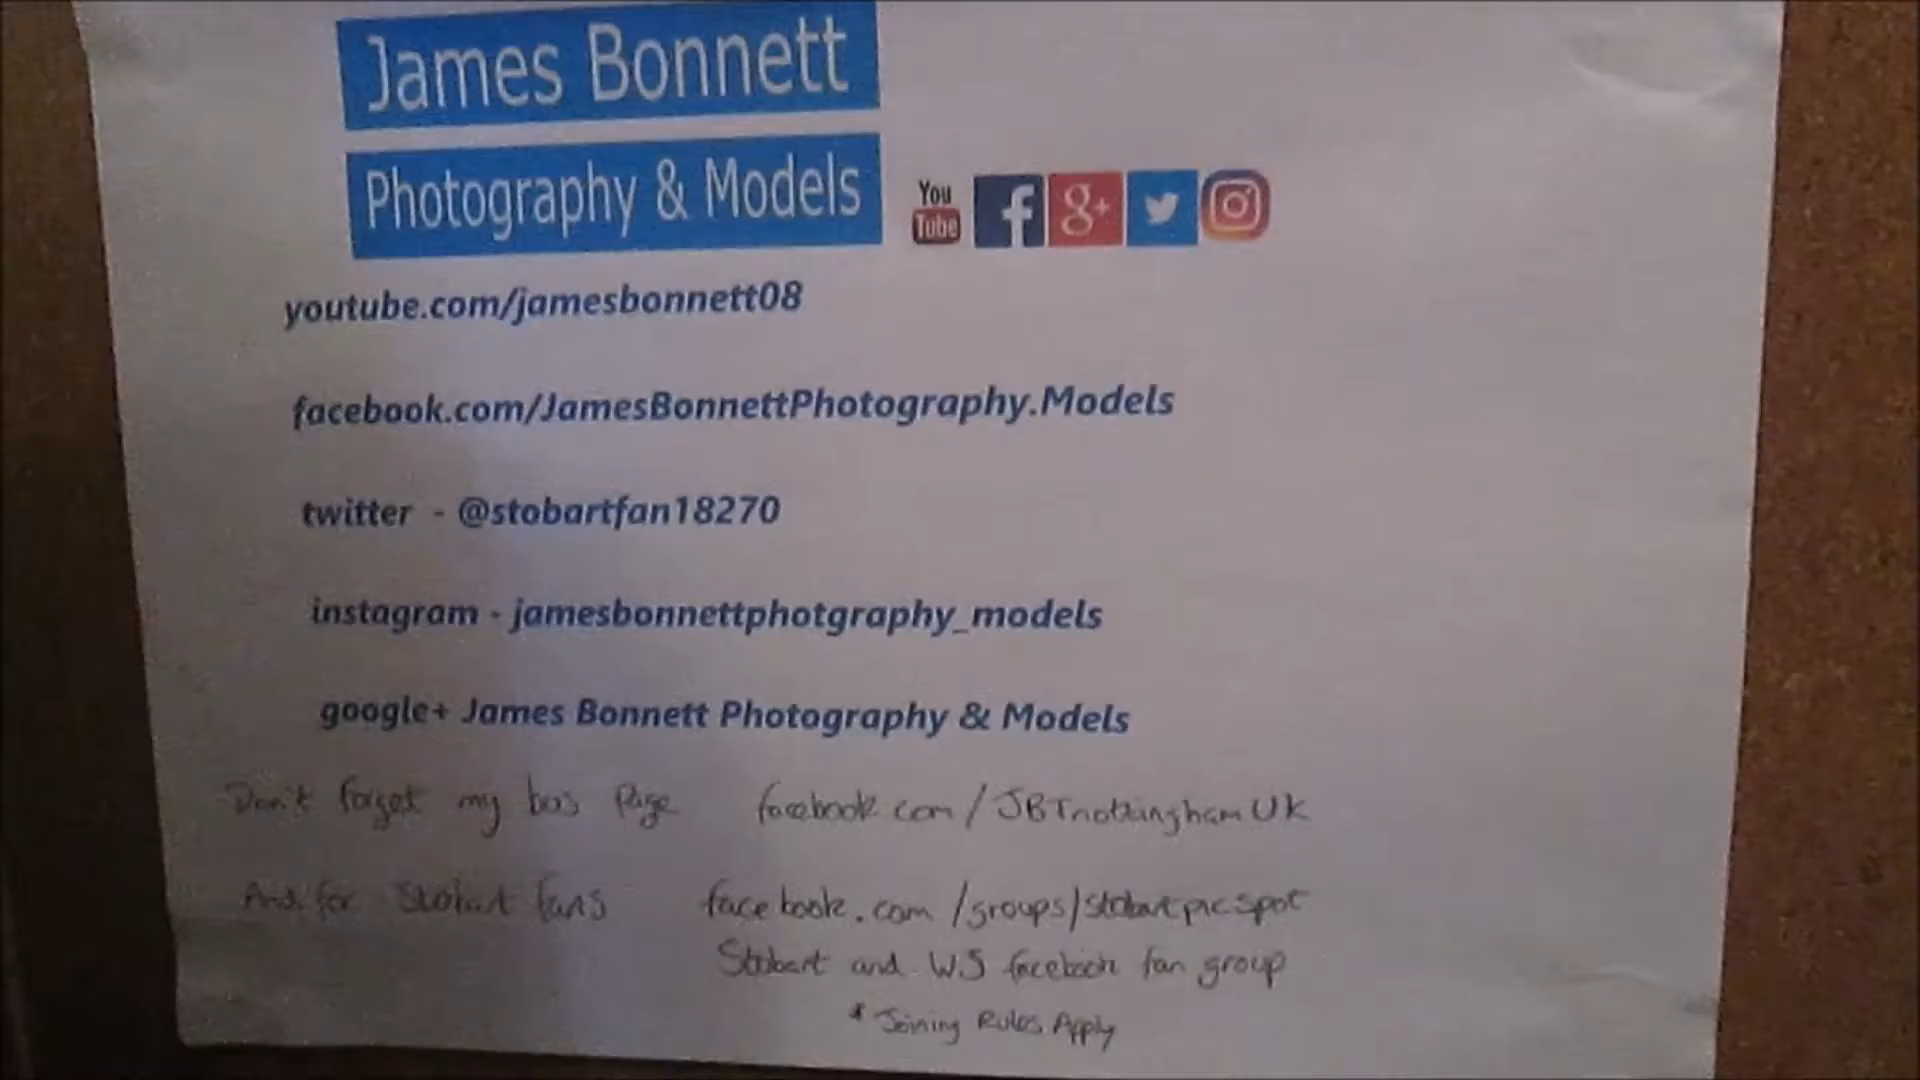 James Bonnett
Photography & Models
You Tube f g+
youtube.com/jamesbonnett08
facebook.com/JamesBonnettPhotography.Models
twitter - @stobartfan18270
instagram - jamesbonnettphotgraphy_models
google+ James Bonnett Photography & Models
Don't forget my bus Page facebook.com/JBTnottinghamUK
And for Stobart fans facebook.com/groups/stobartpicspot
Stobart and WS facebook fan group
* Joining Rules Apply